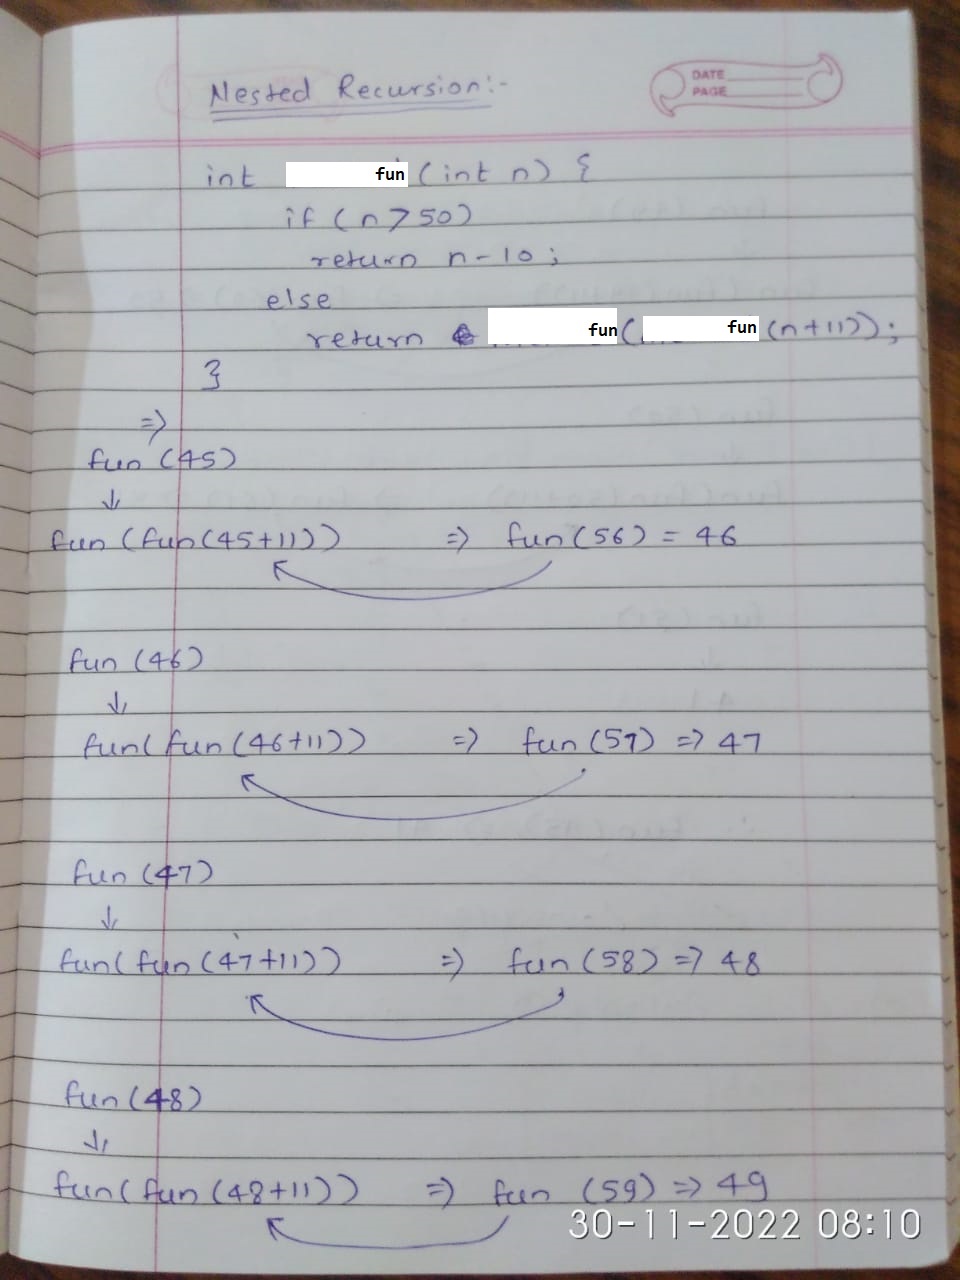 Nested Recursion:-
DATE
PAGE
int fun (int n) {
if (n > 50)
return n-10;
else
return fun( fun (n+11));
}
=>
fun (45)
↓
fun (fun(45+11)) => fun(56) = 46
fun (46)
↓
fun( fun (46+11)) => fun (57) => 47
fun (47)
↓
fun( fun (47+11)) => fun (58) => 48
fun (48)
↓
fun( fun (48+11)) => fun (59) => 49
30-11-2022 08:10